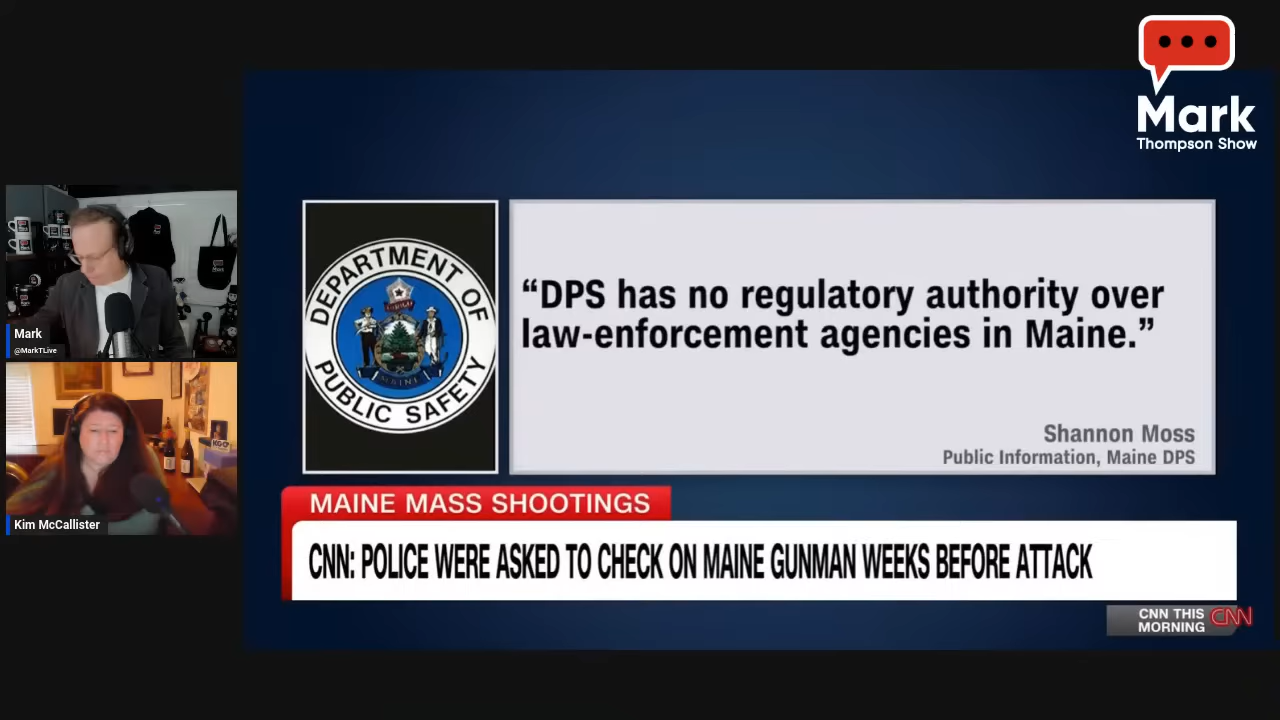 Mark
Thompson Show
DEPARTMENT OF
PUBLIC SAFETY
MAINE
“DPS has no regulatory authority over
law-enforcement agencies in Maine.”
Shannon Moss
Public Information, Maine DPS
Mark
@MarkTLive
KGO
Kim McCallister
MAINE MASS SHOOTINGS
CNN: POLICE WERE ASKED TO CHECK ON MAINE GUNMAN WEEKS BEFORE ATTACK
CNN THIS
MORNING
CNN